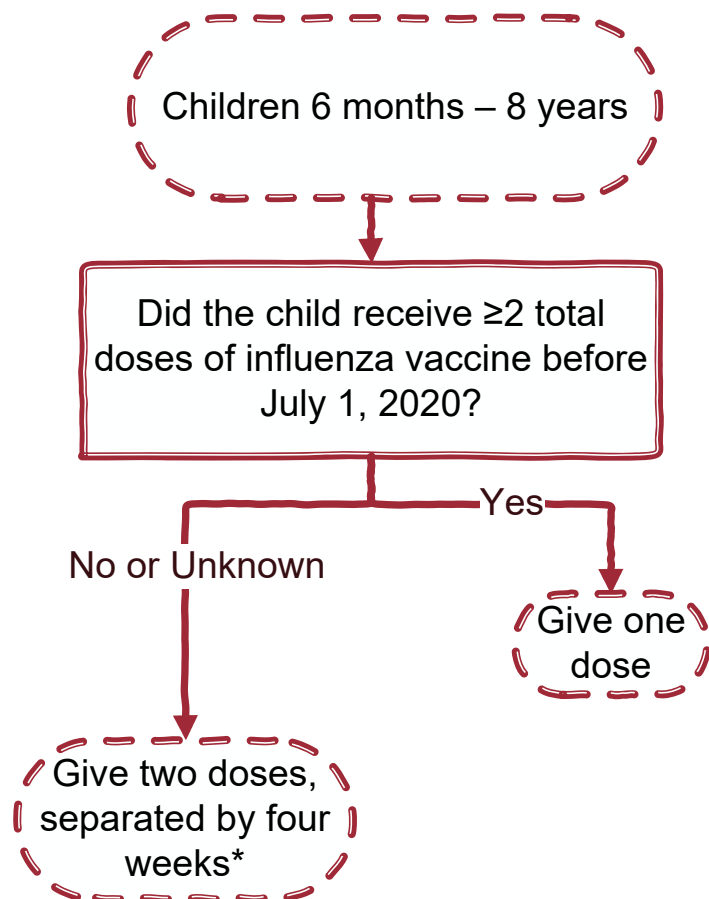 Children 6 months – 8 years
Did the child receive ≥2 total
doses of influenza vaccine before
July 1, 2020?
Yes
No or Unknown
Give one
dose
Give two doses,
separated by four
weeks*